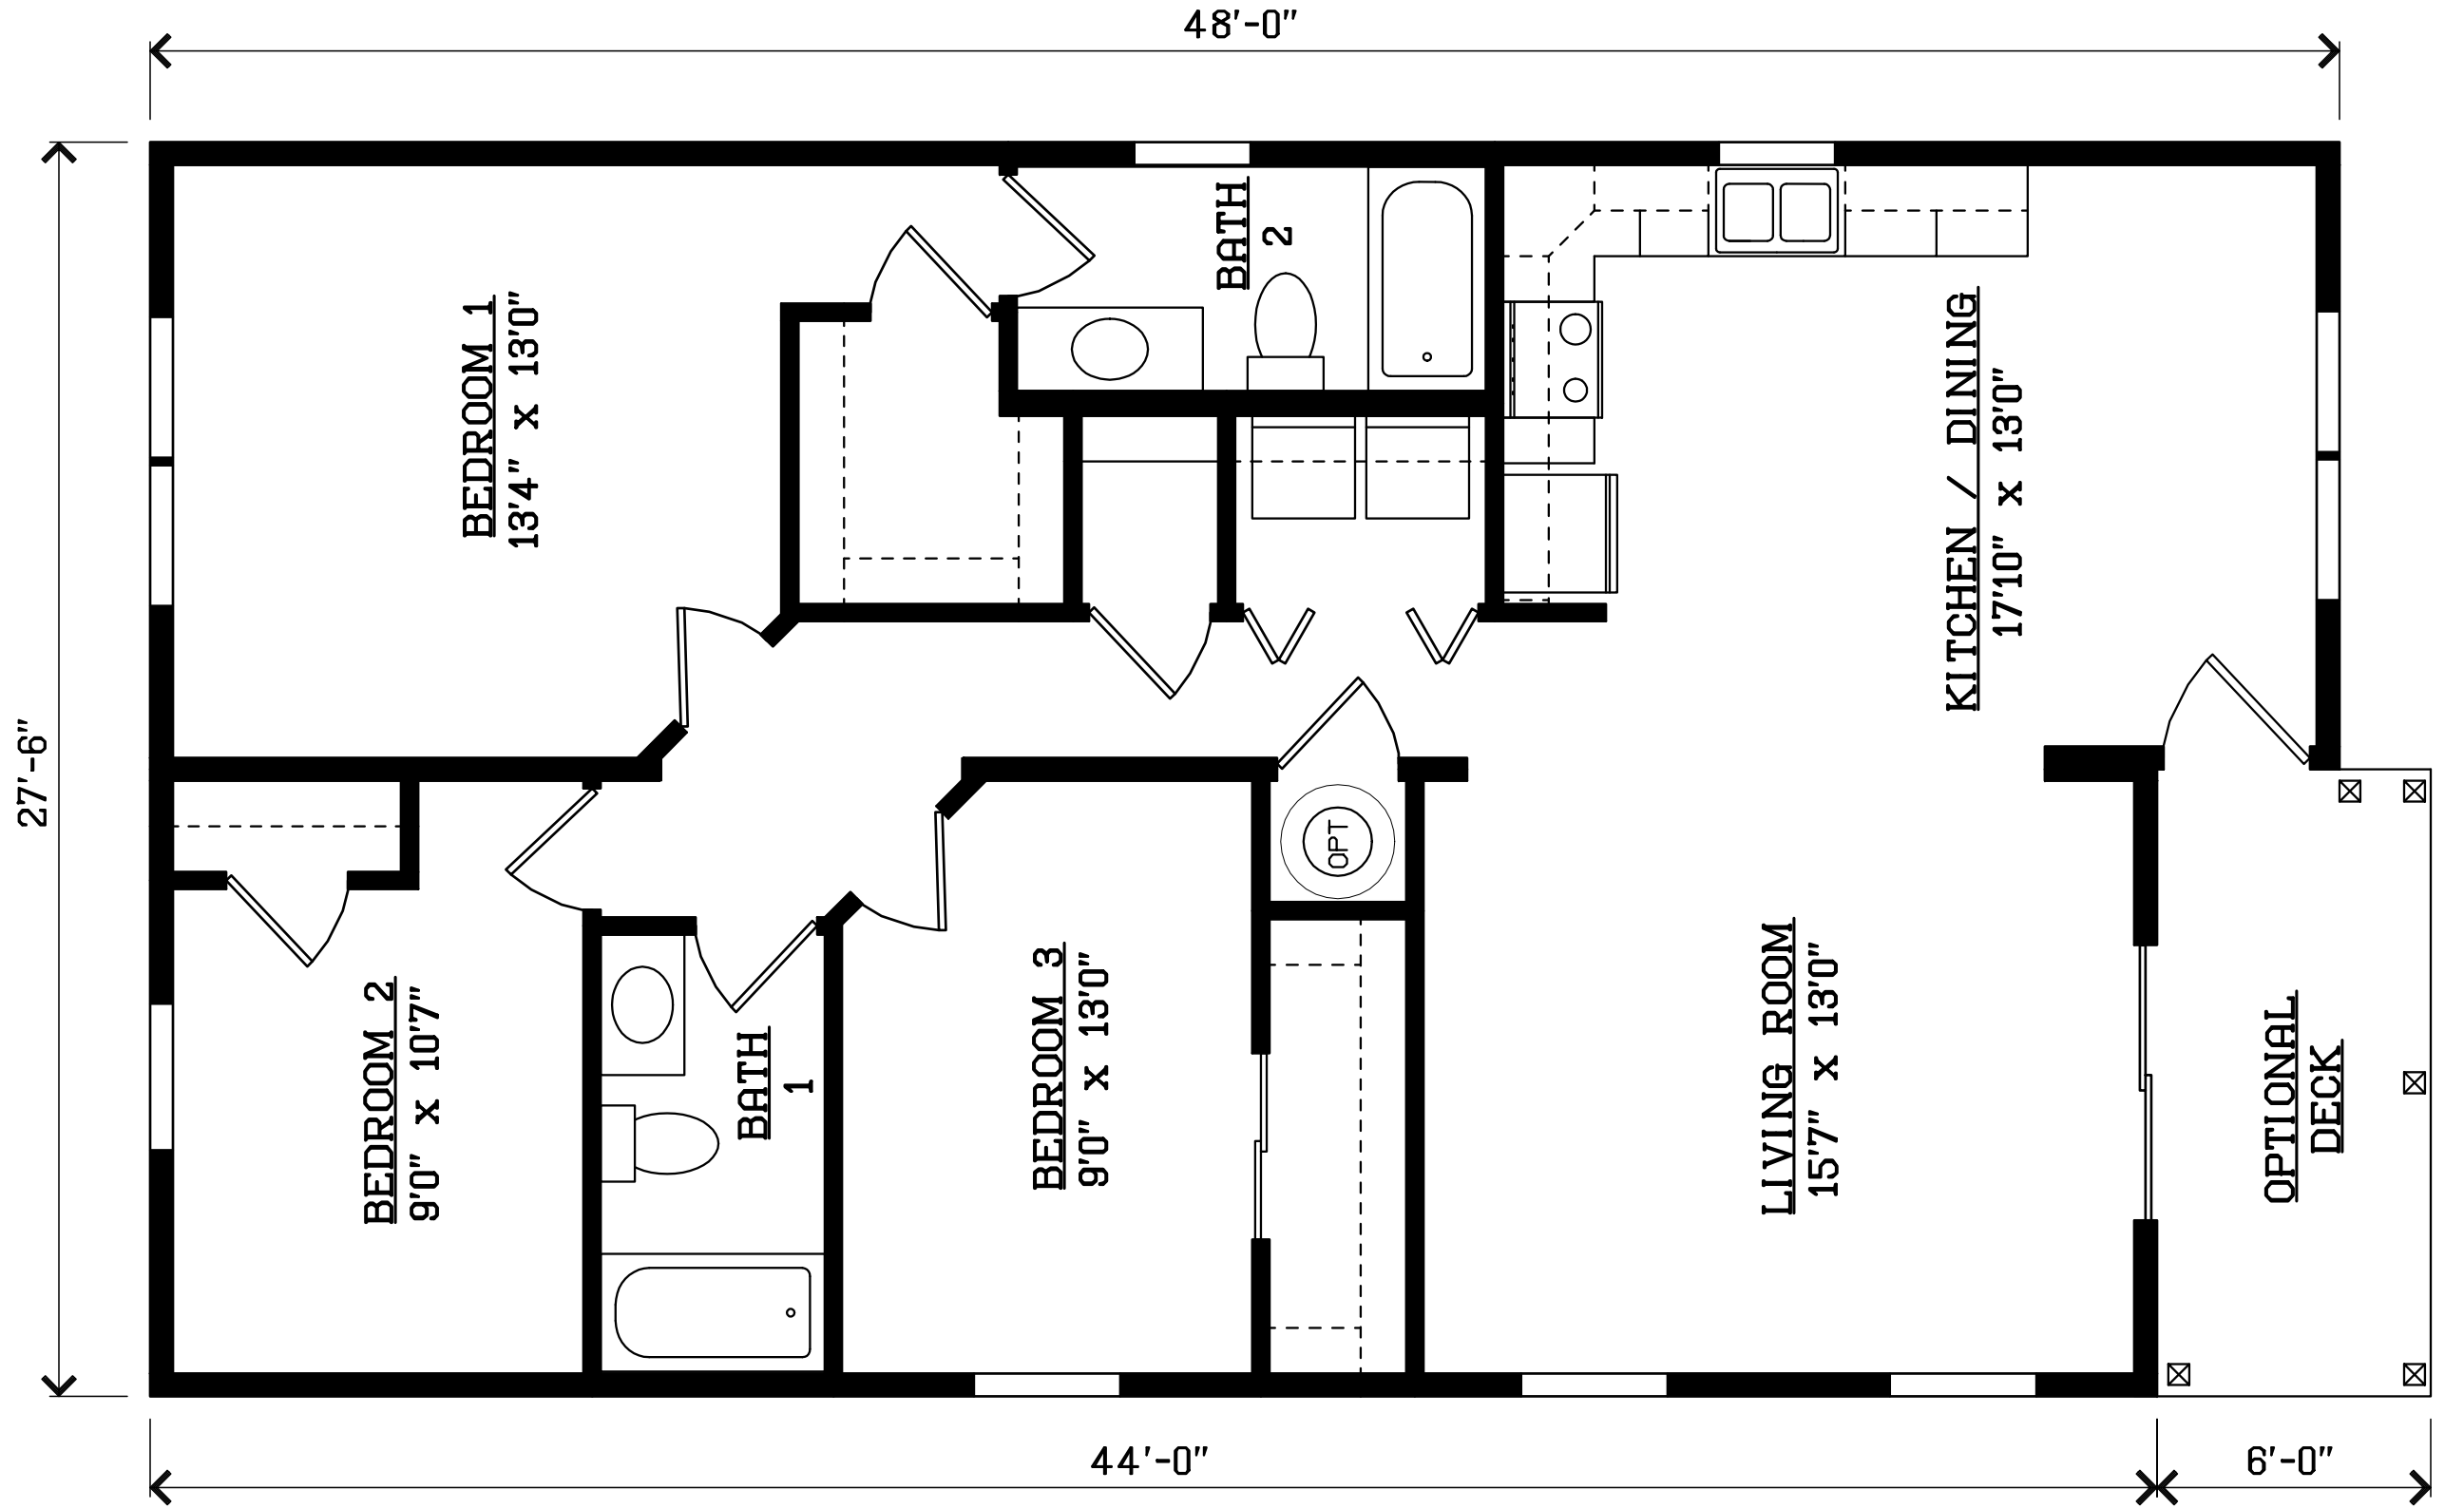 48'-0"
27'-6"
BEDROOM 1
13'4" x 13'0"
BATH
2
KITCHEN / DINING
17'10" x 13'0"
BEDROOM 2
9'0" x 10'7"
BATH
1
BEDROOM 3
9'0" x 13'0"
OPT
LIVING ROOM
15'7" x 13'0"
OPTIONAL
DECK
44'-0"
6'-0"